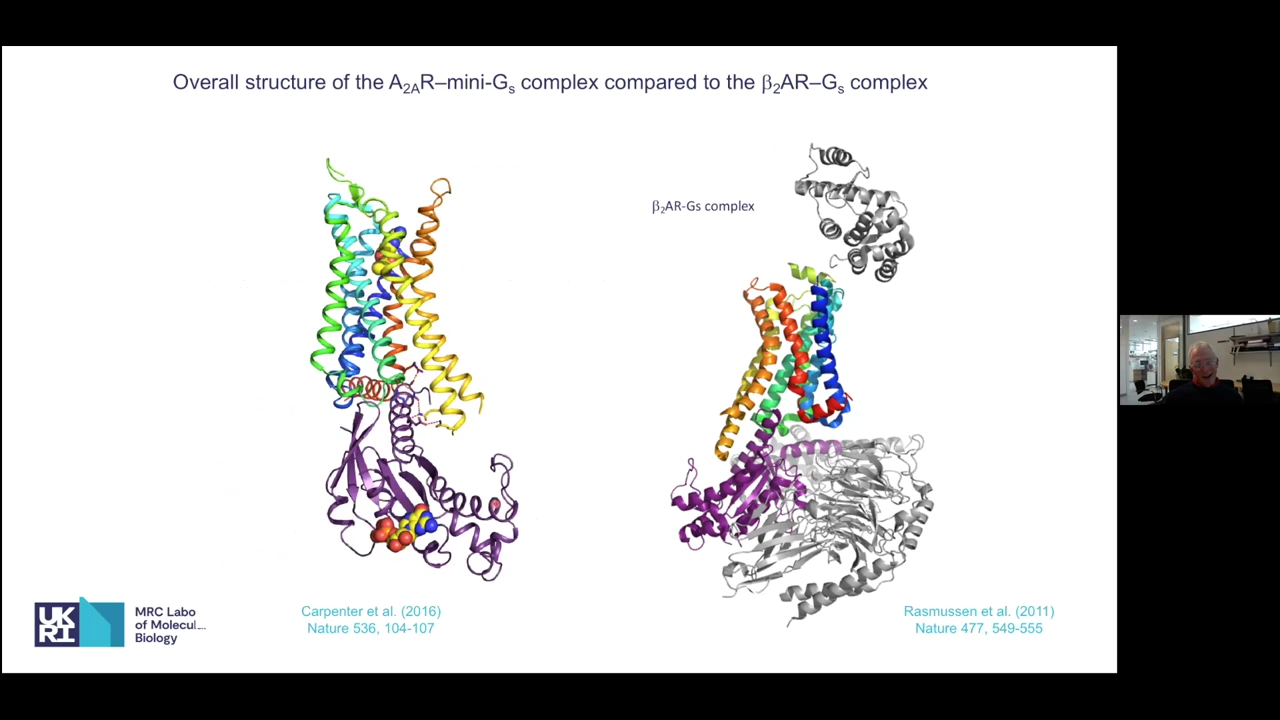 Overall structure of the A2AR–mini-Gs complex compared to the β2AR–Gs complex
β2AR-Gs complex
UK
RI
MRC Labo
of Molecul...
Biology
Carpenter et al. (2016)
Nature 536, 104-107
Rasmussen et al. (2011)
Nature 477, 549-555